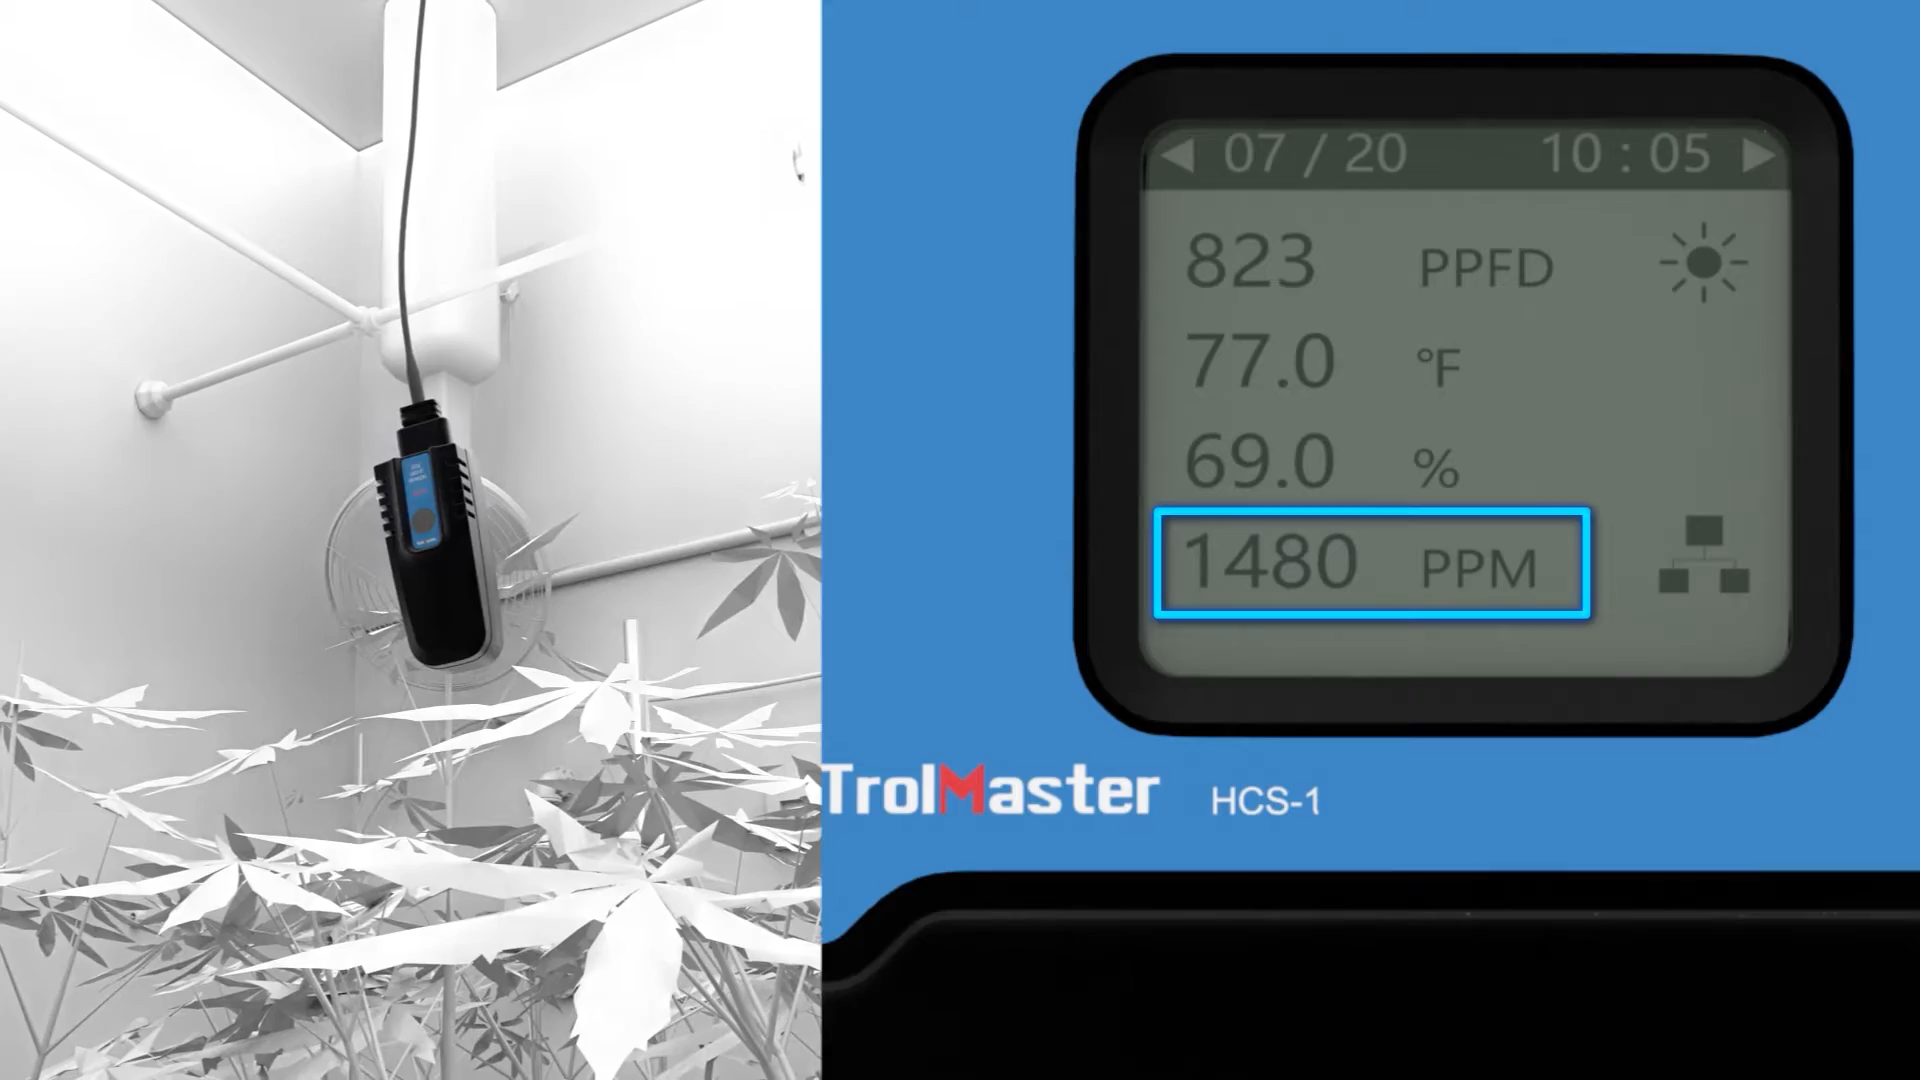 07 / 20 10 : 05
823 PPFD
77.0 °F
69.0 %
1480 PPM
TrolMaster HCS-1